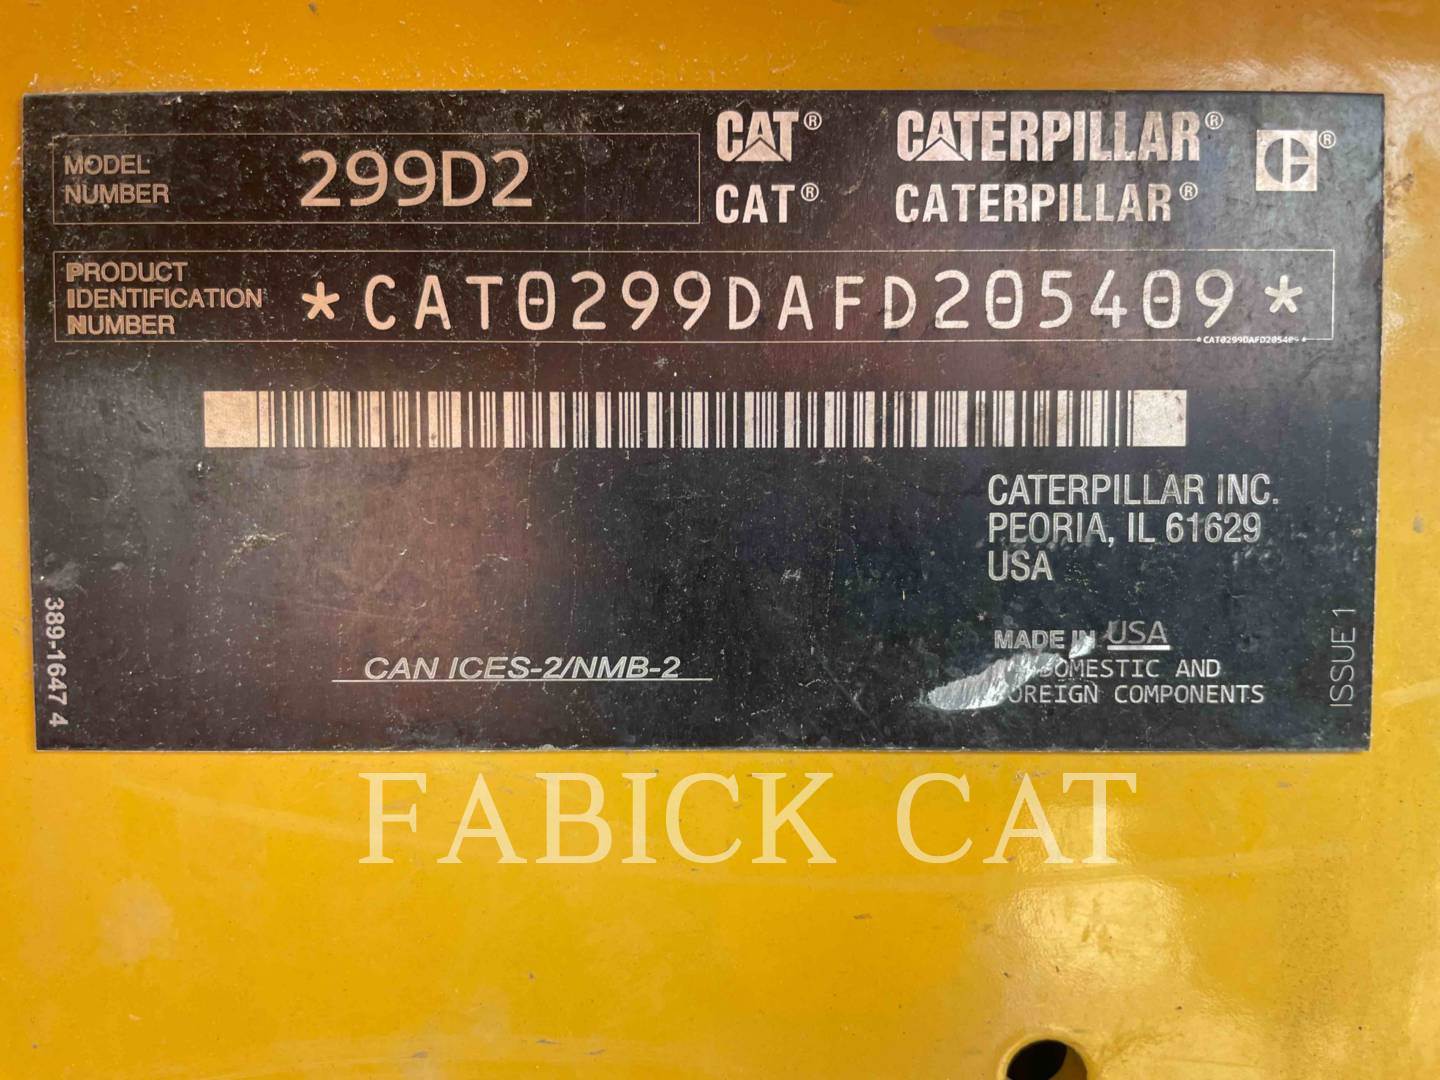 MODEL NUMBER 299D2
CAT® CATERPILLAR® ®
CAT® CATERPILLAR®
PRODUCT IDENTIFICATION NUMBER *CAT0299DAFD205409*
*CAT0299DAFD205409*
CATERPILLAR INC.
PEORIA, IL 61629
USA
MADE IN USA
DOMESTIC AND
FOREIGN COMPONENTS
CAN ICES-2/NMB-2
389-1647 4
ISSUE 1
FABICK CAT